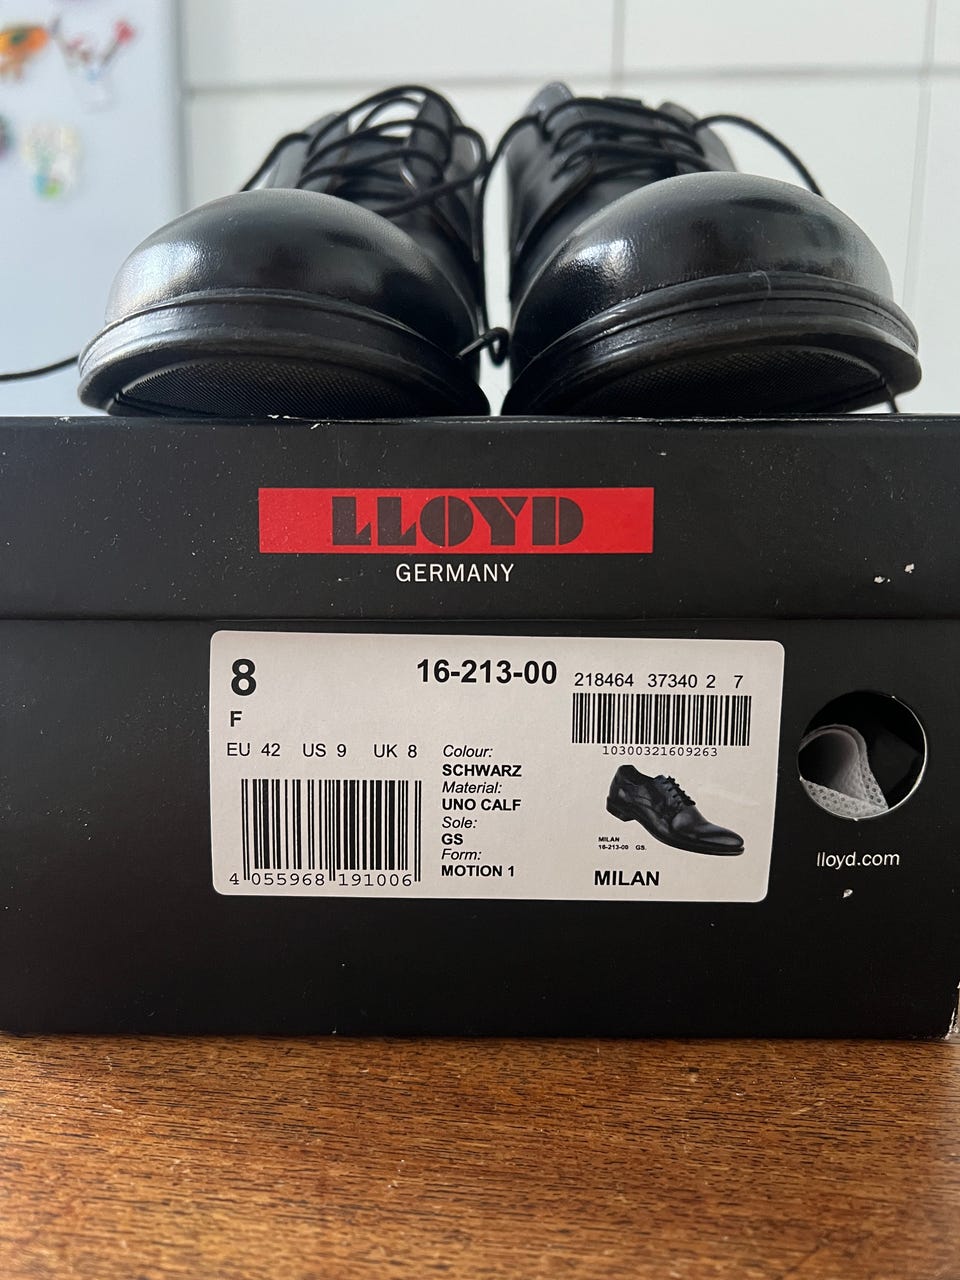 LLOYD
GERMANY
8
F
EU 42 US 9 UK 8
4 055968 191006
16-213-00
Colour:
SCHWARZ
Material:
UNO CALF
Sole:
GS
Form:
MOTION 1
218464 37340 2 7
10300321609263
MILAN
16-213-00 GS.
MILAN
lloyd.com